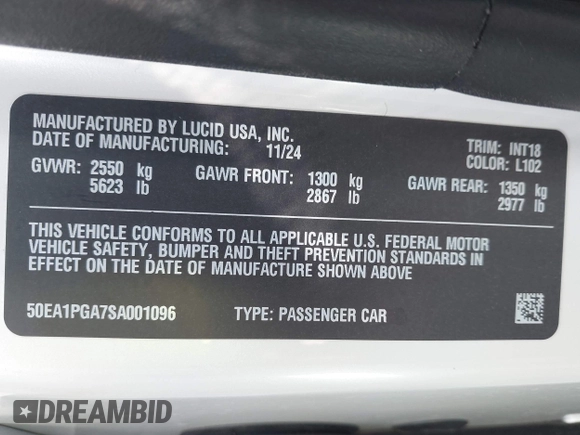 MANUFACTURED BY LUCID USA, INC.
DATE OF MANUFACTURING: 11/24
TRIM: INT18
COLOR: L102
GVWR: 2550 kg GAWR FRONT: 1300 kg GAWR REAR: 1350 kg
5623 lb 2867 lb 2977 lb
THIS VEHICLE CONFORMS TO ALL APPLICABLE U.S. FEDERAL MOTOR
VEHICLE SAFETY, BUMPER AND THEFT PREVENTION STANDARDS IN
EFFECT ON THE DATE OF MANUFACTURE SHOWN ABOVE
50EA1PGA7SA001096 TYPE: PASSENGER CAR
DREAMBID